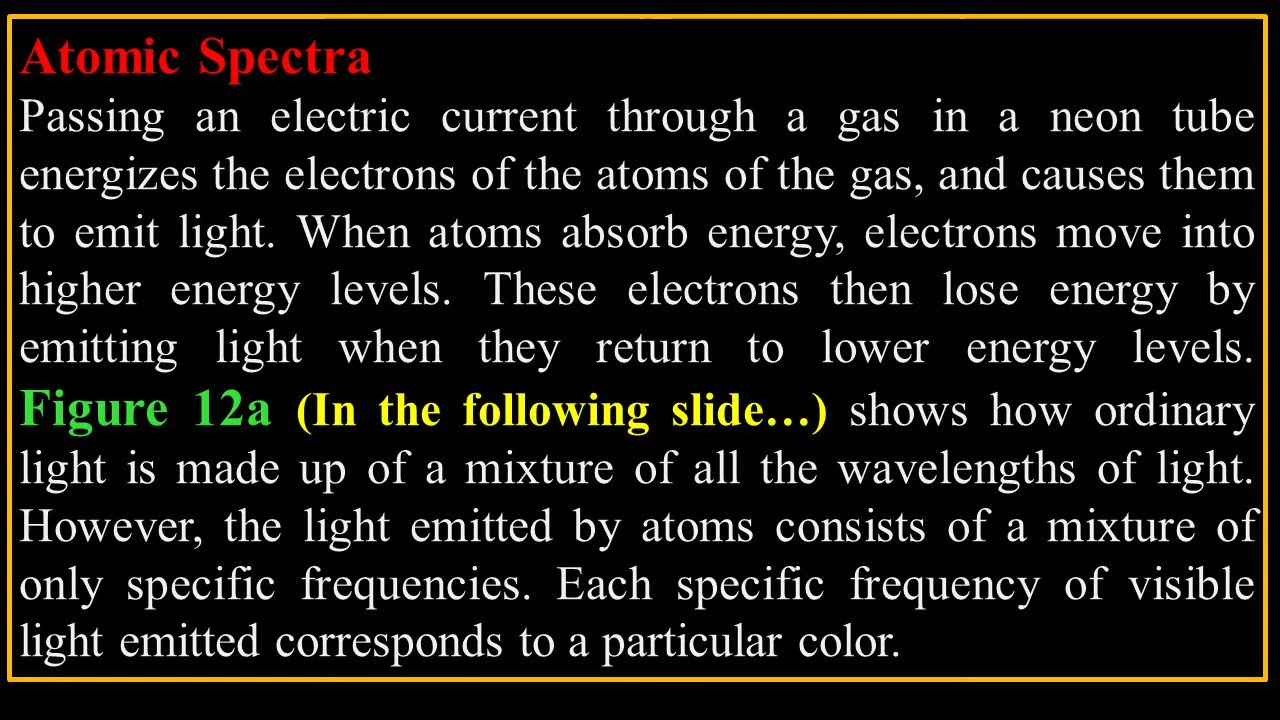 Atomic Spectra
Passing an electric current through a gas in a neon tube
energizes the electrons of the atoms of the gas, and causes them
to emit light. When atoms absorb energy, electrons move into
higher energy levels. These electrons then lose energy by
emitting light when they return to lower energy levels.
Figure 12a (In the following slide…) shows how ordinary
light is made up of a mixture of all the wavelengths of light.
However, the light emitted by atoms consists of a mixture of
only specific frequencies. Each specific frequency of visible
light emitted corresponds to a particular color.